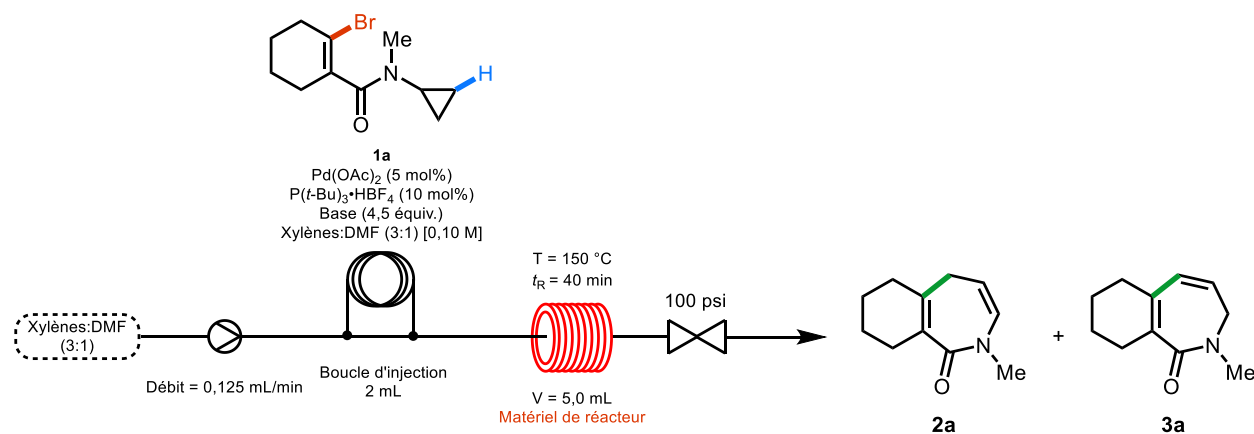 Br
Me
N
H
O
1a
Pd(OAc)2 (5 mol%)
P(t-Bu)3•HBF4 (10 mol%)
Base (4,5 équiv.)
Xylènes:DMF (3:1) [0,10 M]
T = 150 °C
tR = 40 min
100 psi
Xylènes:DMF
(3:1)
Débit = 0,125 mL/min
Boucle d'injection
2 mL
V = 5,0 mL
Matériel de réacteur
N
Me
O
2a
+
N
Me
O
3a